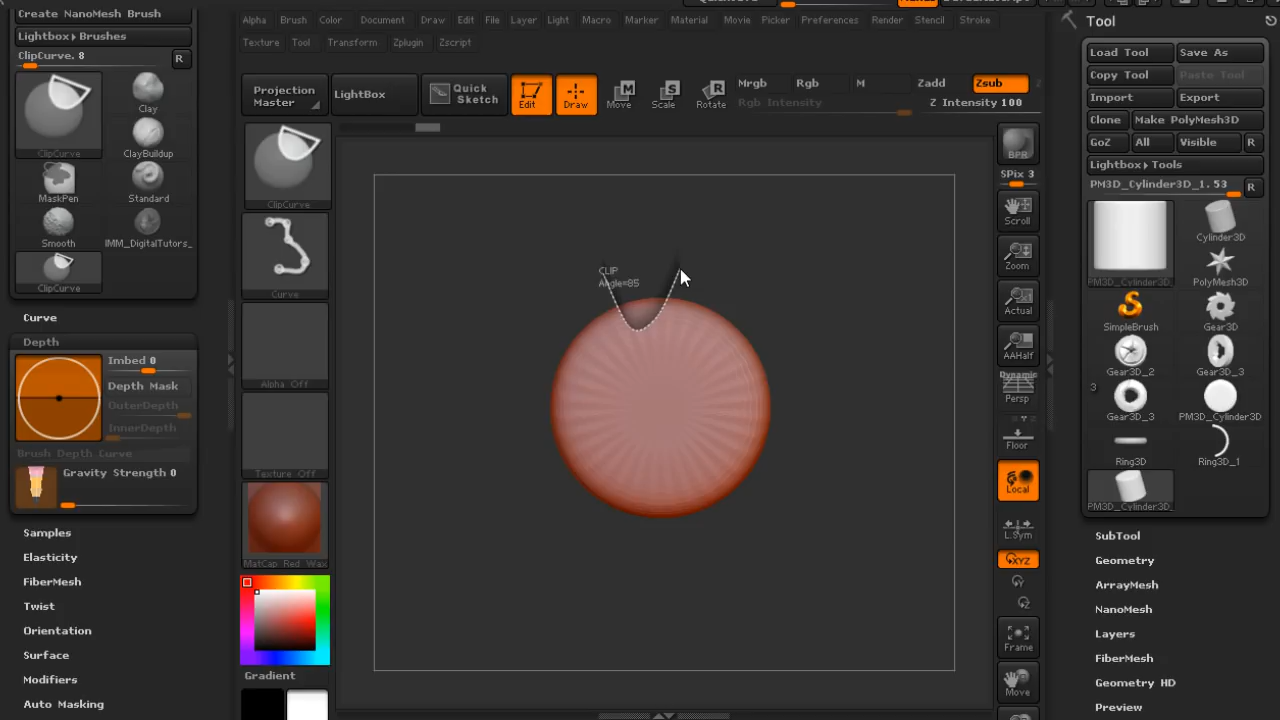 Create NanoMesh Brush
Lightbox▸Brushes
ClipCurve. 8
R
ClipCurve
Clay
ClayBuildup
MaskPen
Standard
Smooth
IMM_DigitalTutors_
ClipCurve
Curve
Depth
Imbed 0
Depth Mask
OuterDepth
InnerDepth
Brush Depth Curve
Gravity Strength 0
Samples
Elasticity
FiberMesh
Twist
Orientation
Surface
Modifiers
Auto Masking
Alpha Brush Color Document Draw Edit File Layer Light Macro Marker Material Movie Picker Preferences Render Stencil Stroke
Texture Tool Transform Zplugin Zscript
Projection
Master
LightBox
Quick
Sketch
Edit
Draw
Move
Scale
Rotate
Mrgb Rgb M Zadd Zsub
Rgb Intensity
Z Intensity 100
ClipCurve
Curve
Alpha Off
Texture Off
MatCap Red Wax
Gradient
CLIP
Angle=85
BPR
SPix 3
Scroll
Zoom
Actual
AAHalf
Dynamic
Persp
Floor
Local
L.Sym
XYZ
Frame
Move
Tool
Load Tool Save As
Copy Tool Paste Tool
Import Export
Clone Make PolyMesh3D
GoZ All Visible R
Lightbox▸Tools
PM3D_Cylinder3D_1. 53
R
PM3D_Cylinder3D_
Cylinder3D
PolyMesh3D
SimpleBrush
Gear3D
Gear3D_2
Gear3D_3
3
Gear3D_3
PM3D_Cylinder3D
Ring3D
Ring3D_1
PM3D_Cylinder3D_
SubTool
Geometry
ArrayMesh
NanoMesh
Layers
FiberMesh
Geometry HD
Preview